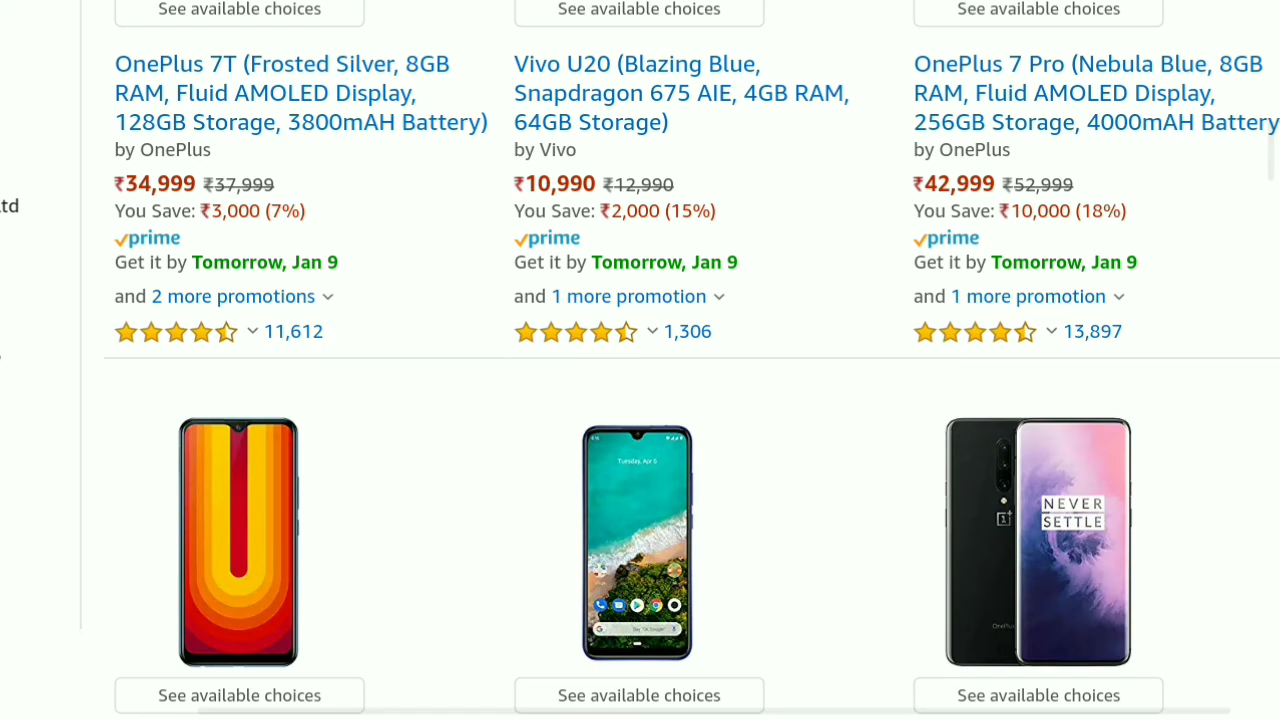 See available choices
See available choices
See available choices
OnePlus 7T (Frosted Silver, 8GB
RAM, Fluid AMOLED Display,
128GB Storage, 3800mAH Battery)
by OnePlus
₹34,999 ₹37,999
You Save: ₹3,000 (7%)
prime
Get it by Tomorrow, Jan 9
and 2 more promotions
11,612
Vivo U20 (Blazing Blue,
Snapdragon 675 AIE, 4GB RAM,
64GB Storage)
by Vivo
₹10,990 ₹12,990
You Save: ₹2,000 (15%)
prime
Get it by Tomorrow, Jan 9
and 1 more promotion
1,306
OnePlus 7 Pro (Nebula Blue, 8GB
RAM, Fluid AMOLED Display,
256GB Storage, 4000mAH Battery
by OnePlus
₹42,999 ₹52,999
You Save: ₹10,000 (18%)
prime
Get it by Tomorrow, Jan 9
and 1 more promotion
13,897
td
Tuesday, Apr 6
NEVER
SETTLE
See available choices
See available choices
See available choices